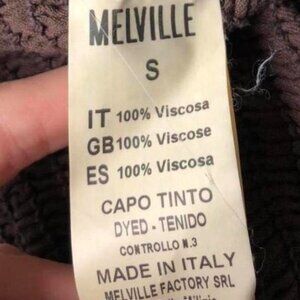 MELVILLE
S
IT 100% Viscosa
GB 100% Viscose
ES 100% Viscosa
CAPO TINTO
DYED - TENIDO
CONTROLLO N.3
MADE IN ITALY
MELVILLE FACTORY SRL